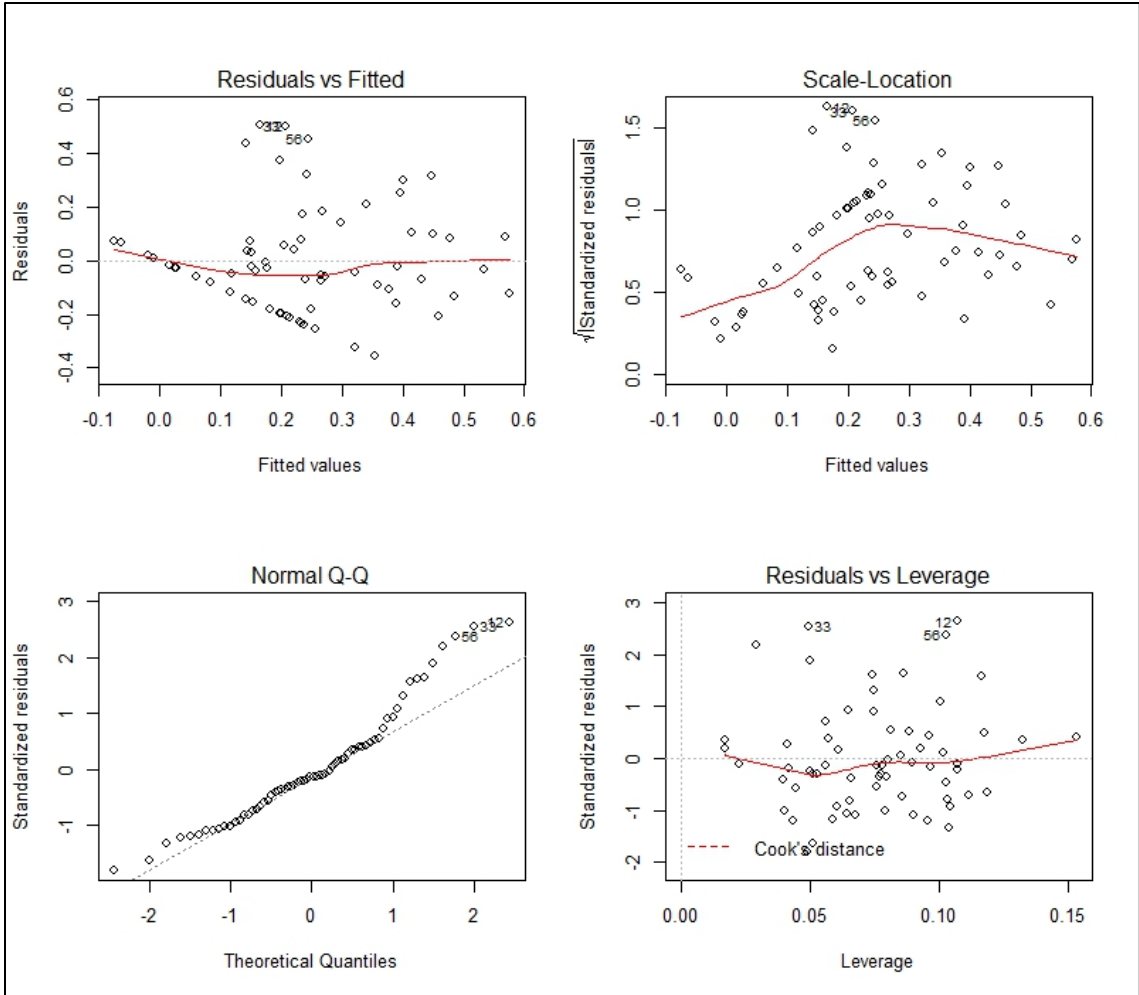 Residuals vs Fitted
0.6
0.4
0.2
0.0
-0.2
-0.4
Residuals
33
12
56
-0.1 0.0 0.1 0.2 0.3 0.4 0.5 0.6
Fitted values
Scale-Location
1.5
1.0
0.5
0.0
√|Standardized residuals|
12
33
56
-0.1 0.0 0.1 0.2 0.3 0.4 0.5 0.6
Fitted values
Normal Q-Q
3
2
1
0
-1
Standardized residuals
12
33
56
-2 -1 0 1 2
Theoretical Quantiles
Residuals vs Leverage
3
2
1
0
-1
-2
Standardized residuals
33
12
56
Cook's distance
0.00 0.05 0.10 0.15
Leverage